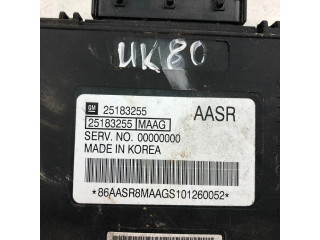 UK80
GM 25183255 AASR
25183255 MAAG
SERV. NO. 00000000
MADE IN KOREA
*86AASR8MAAGS101260052*